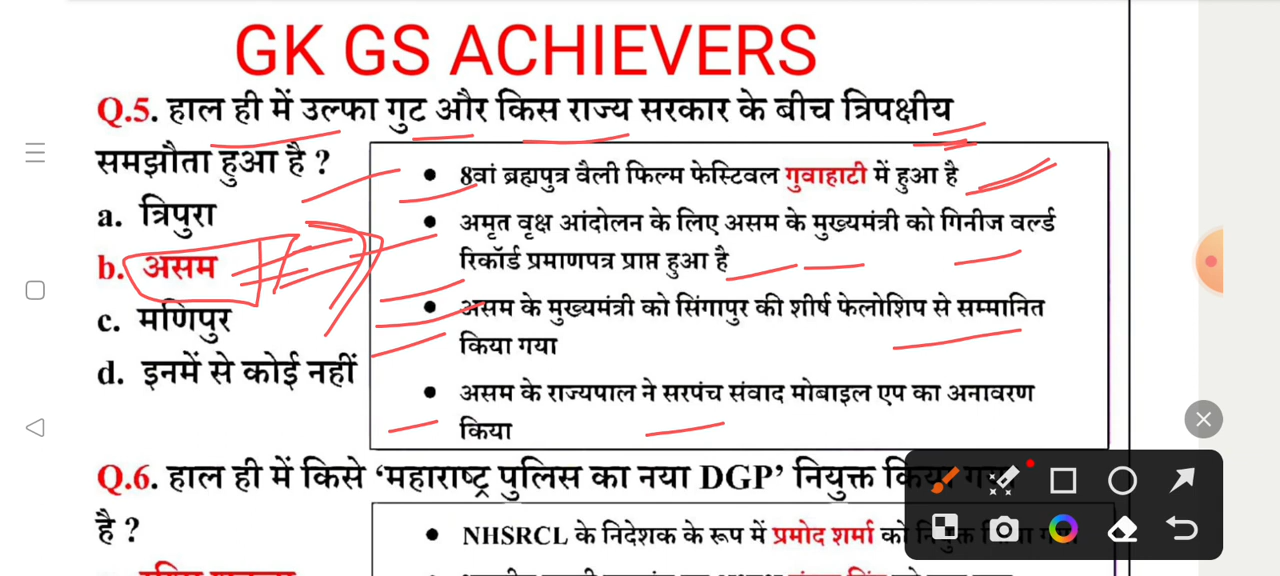 GK GS ACHIEVERS
Q.5. हाल ही में उल्फा गुट और किस राज्य सरकार के बीच त्रिपक्षीय
समझौता हुआ है ?
a. त्रिपुरा
b. असम
c. मणिपुर
d. इनमें से कोई नहीं
• 8वां ब्रह्मपुत्र वैली फिल्म फेस्टिवल गुवाहाटी में हुआ है
• अमृत वृक्ष आंदोलन के लिए असम के मुख्यमंत्री को गिनीज वर्ल्ड
रिकॉर्ड प्रमाणपत्र प्राप्त हुआ है
• असम के मुख्यमंत्री को सिंगापुर की शीर्ष फेलोशिप से सम्मानित
किया गया
• असम के राज्यपाल ने सरपंच संवाद मोबाइल एप का अनावरण
किया
Q.6. हाल ही में किसे ‘महाराष्ट्र पुलिस का नया DGP’ नियुक्त किया गया
है ?
• NHSRCL के निदेशक के रूप में प्रमोद शर्मा को